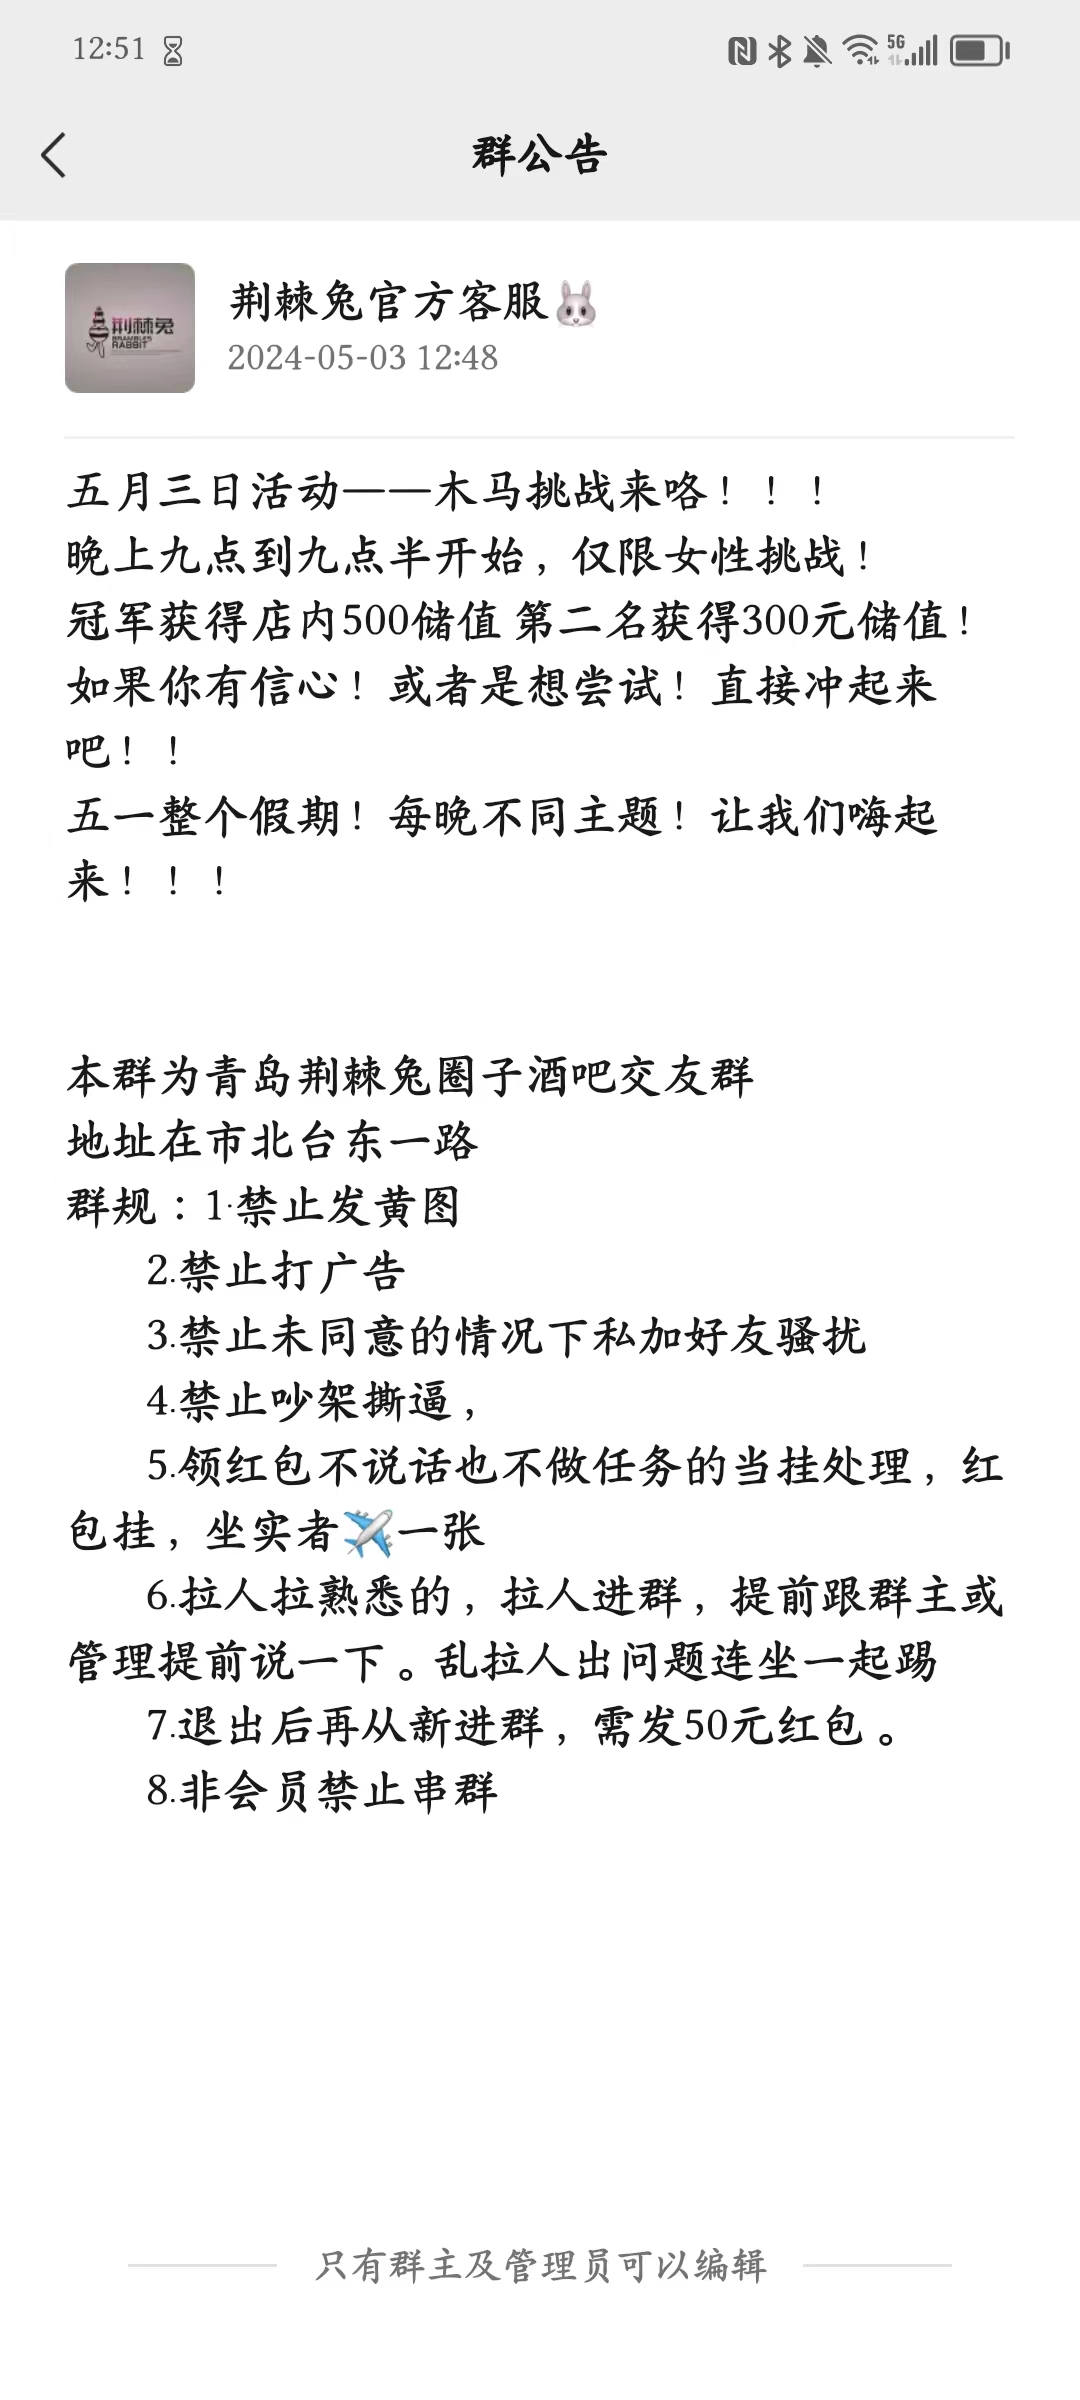 12:51
5G
群公告
荆棘兔
BRAMBLES
RABBIT
荆棘兔官方客服🐰
2024-05-03 12:48
五月三日活动——木马挑战来咯！！！
晚上九点到九点半开始，仅限女性挑战！
冠军获得店内500储值 第二名获得300元储值！
如果你有信心！或者是想尝试！直接冲起来
吧！！
五一整个假期！每晚不同主题！让我们嗨起
来！！！
本群为青岛荆棘兔圈子酒吧交友群
地址在市北台东一路
群规：1·禁止发黄图
2.禁止打广告
3.禁止未同意的情况下私加好友骚扰
4.禁止吵架撕逼，
5.领红包不说话也不做任务的当挂处理，红
包挂，坐实者✈️一张
6.拉人拉熟悉的，拉人进群，提前跟群主或
管理提前说一下。乱拉人出问题连坐一起踢
7.退出后再从新进群，需发50元红包。
8.非会员禁止串群
只有群主及管理员可以编辑